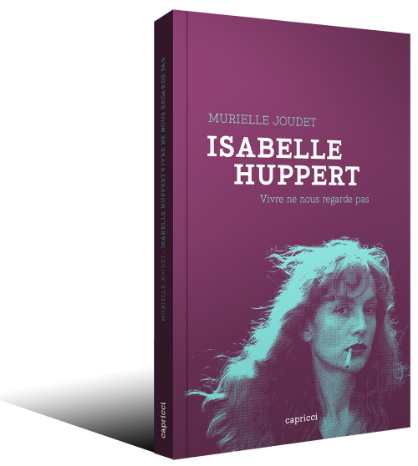 MURIELLE JOUDET
ISABELLE
HUPPERT
Vivre ne nous regarde pas
capricci
MURIELLE JOUDET · ISABELLE HUPPERT VIVRE NE NOUS REGARDE PAS
capricci